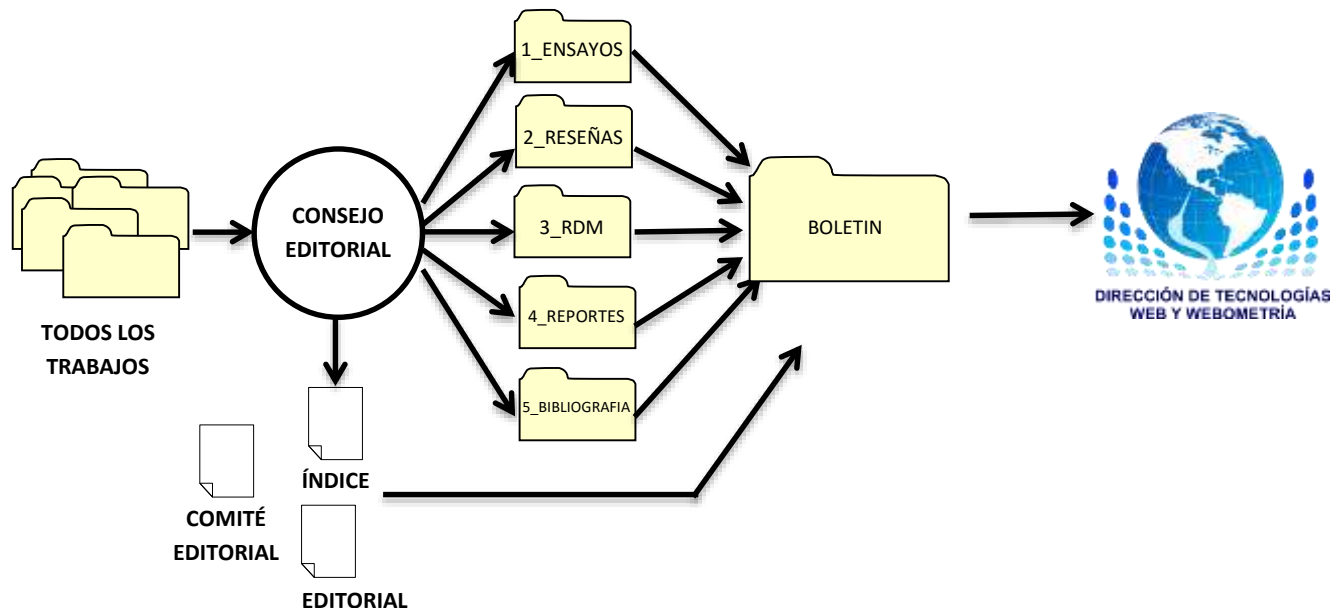 TODOS LOS
TRABAJOS
CONSEJO
EDITORIAL
1_ENSAYOS
2_RESEÑAS
3_RDM
4_REPORTES
5_BIBLIOGRAFIA
BOLETIN
DIRECCIÓN DE TECNOLOGÍAS
WEB Y WEBOMETRÍA
ÍNDICE
COMITÉ
EDITORIAL
EDITORIAL